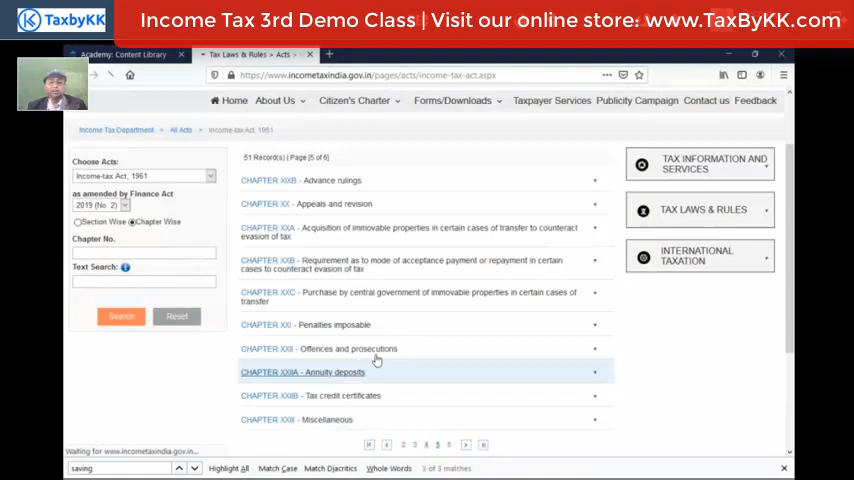 TaxbyKK
Income Tax 3rd Demo Class | Visit our online store: www.TaxByKK.com
Academy: Content Library
Tax Laws & Rules > Acts >
https://www.incometaxindia.gov.in/pages/acts/income-tax-act.aspx
Home About Us Citizen's Charter Forms/Downloads Taxpayer Services Publicity Campaign Contact us Feedback
Income Tax Department > All Acts > Income-tax Act, 1961
Choose Acts:
Income-tax Act, 1961
as amended by Finance Act
2019 (No. 2)
Section Wise Chapter Wise
Chapter No.
Text Search:
Search Reset
51 Record(s) | Page [5 of 6]
CHAPTER XIXB - Advance rulings
CHAPTER XX - Appeals and revision
CHAPTER XXA - Acquisition of immovable properties in certain cases of transfer to counteract
evasion of tax
CHAPTER XXB - Requirement as to mode of acceptance payment or repayment in certain
cases to counteract evasion of tax
CHAPTER XXC - Purchase by central government of immovable properties in certain cases of
transfer
CHAPTER XXI - Penalties imposable
CHAPTER XXII - Offences and prosecutions
CHAPTER XXIIA - Annuity deposits
CHAPTER XXIIB - Tax credit certificates
CHAPTER XXIII - Miscellaneous
2 3 4 5 6
TAX INFORMATION AND
SERVICES
TAX LAWS & RULES
INTERNATIONAL
TAXATION
Waiting for www.incometaxindia.gov.in...
saving
Highlight All Match Case Match Diacritics Whole Words 3 of 3 matches